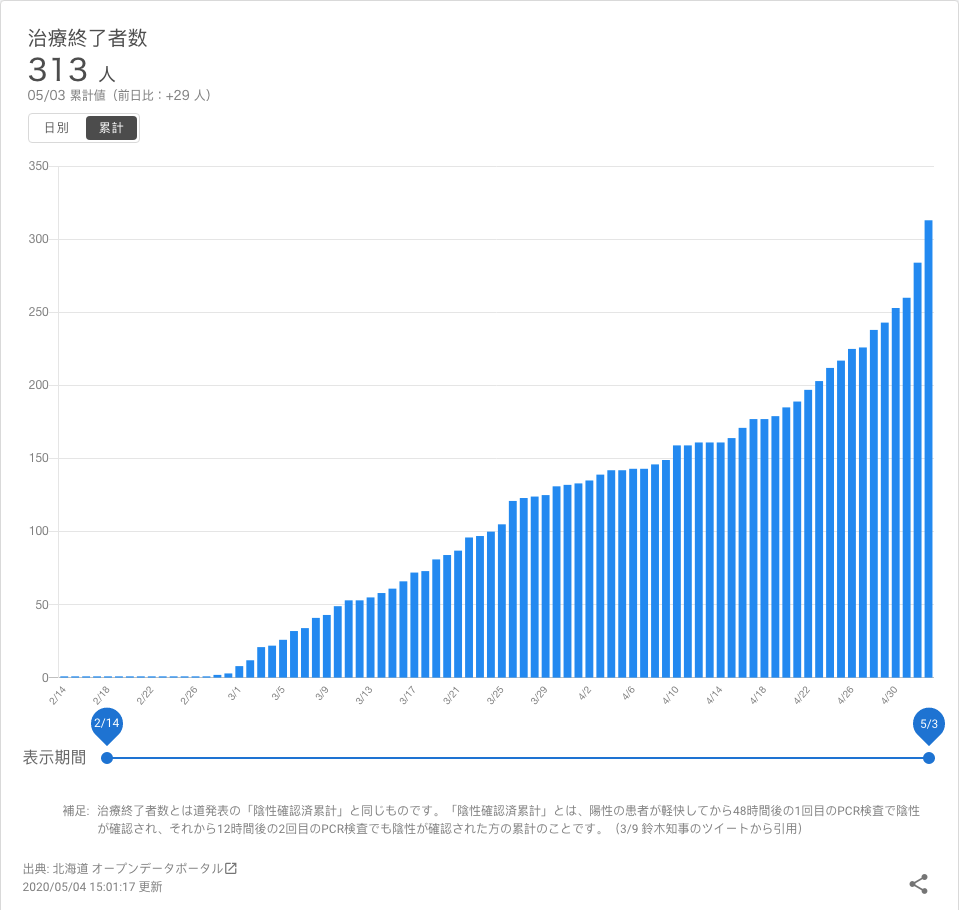 治療終了者数
313 人
05/03 累計値（前日比：+29 人）
日別 累計
350
300
250
200
150
100
50
0
2/14 2/18 2/22 2/26 3/1 3/5 3/9 3/13 3/17 3/21 3/25 3/29 4/2 4/6 4/10 4/14 4/18 4/22 4/26 4/30
2/14 5/3
表示期間
補足: 治療終了者数とは道発表の「陰性確認済累計」と同じものです。「陰性確認済累計」とは、陽性の患者が軽快してから48時間後の1回目のPCR検査で陰性
が確認され、それから12時間後の2回目のPCR検査でも陰性が確認された方の累計のことです。（3/9 鈴木知事のツイートから引用）
出典: 北海道 オープンデータポータル
2020/05/04 15:01:17 更新